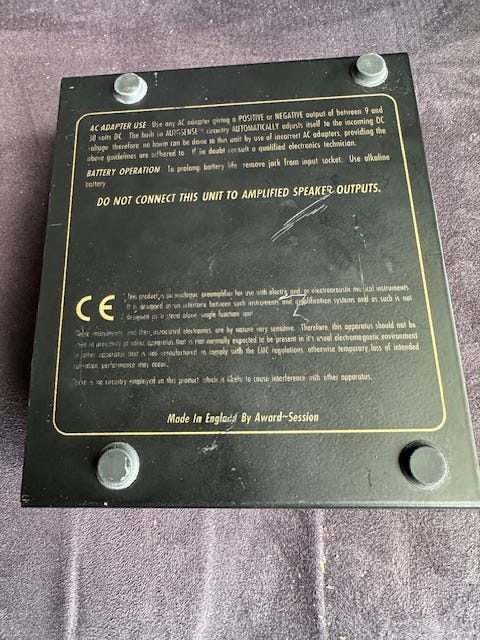 AC ADAPTER USE Use any AC adapter giving a POSITIVE or NEGATIVE output of between 9 and
30 volts DC. The built in AUTOSENSE™ circuitry AUTOMATICALLY adjusts itself to the incoming DC
voltage therefore no harm can be done to this unit by use of incorrect AC adapters, providing the
above guidelines are adhered to. If in doubt consult a qualified electronics technician.
BATTERY OPERATION To prolong battery life remove jack from input socket. Use alkaline
battery
DO NOT CONNECT THIS UNIT TO AMPLIFIED SPEAKER OUTPUTS.
CE
This product is an analogue preamplifier for use with electric and/or electroacoustic musical instruments
It is designed as an interface between such instruments and amplification systems and as such is not
designed as a stand alone single function unit
These instruments and their associated electronics, are by nature very sensitive. Therefore, this apparatus should not be
used in proximity of other apparatus that is not normally expected to be present in it's usual electromagnetic environment
or other apparatus that is not manufactured to comply with the EMC regulations, otherwise temporary loss of intended
performance may occur.
There is no circuitry employed in this product which is likely to cause interference with other apparatus.
Made In England By Award~Session